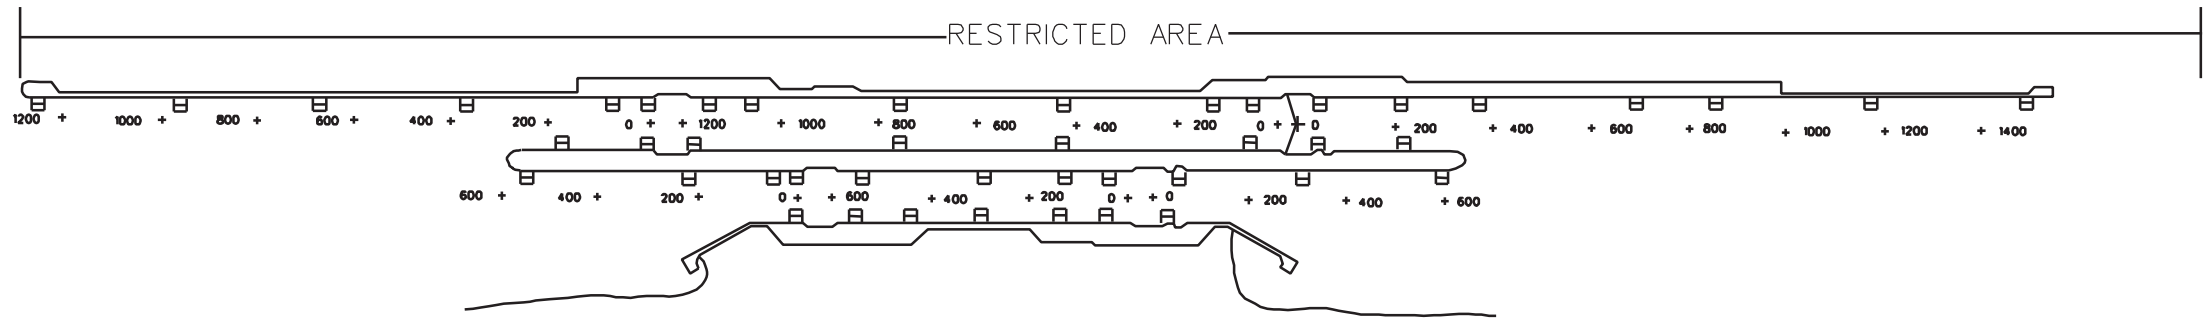 RESTRICTED AREA
1200 + 1000 + 800 + 600 + 400 + 200 + 0 + + 1200 + 1000 + 800 + 600 + 400 + 200 0 + + 0 + 200 + 400 + 600 + 800 + 1000 + 1200 + 1400
600 + 400 + 200 + 0 + + 600 + 400 + 200 0 + + 0 + 200 + 400 + 600